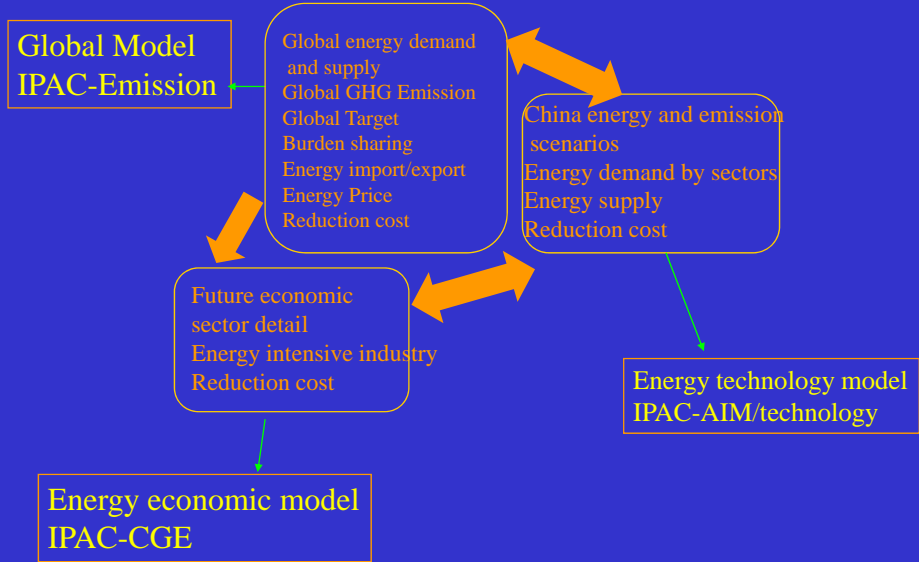 Global Model
IPAC-Emission
Global energy demand
and supply
Global GHG Emission
Global Target
Burden sharing
Energy import/export
Energy Price
Reduction cost
China energy and emission
scenarios
Energy demand by sectors
Energy supply
Reduction cost
Future economic
sector detail
Energy intensive industry
Reduction cost
Energy technology model
IPAC-AIM/technology
Energy economic model
IPAC-CGE